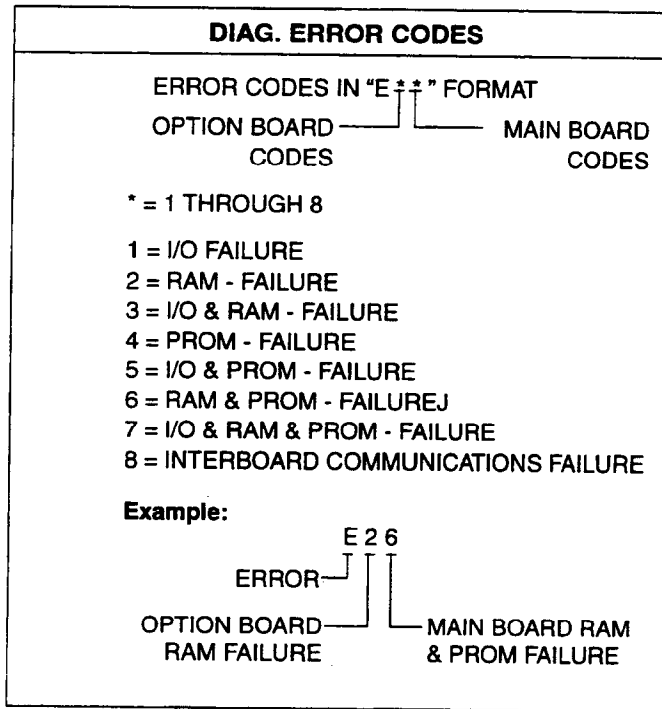 DIAG. ERROR CODES
ERROR CODES IN "E**" FORMAT
OPTION BOARD CODES
MAIN BOARD CODES
* = 1 THROUGH 8
1 = I/O FAILURE
2 = RAM - FAILURE
3 = I/O & RAM - FAILURE
4 = PROM - FAILURE
5 = I/O & PROM - FAILURE
6 = RAM & PROM - FAILUREJ
7 = I/O & RAM & PROM - FAILURE
8 = INTERBOARD COMMUNICATIONS FAILURE
Example:
E 2 6
ERROR
OPTION BOARD RAM FAILURE
MAIN BOARD RAM & PROM FAILURE